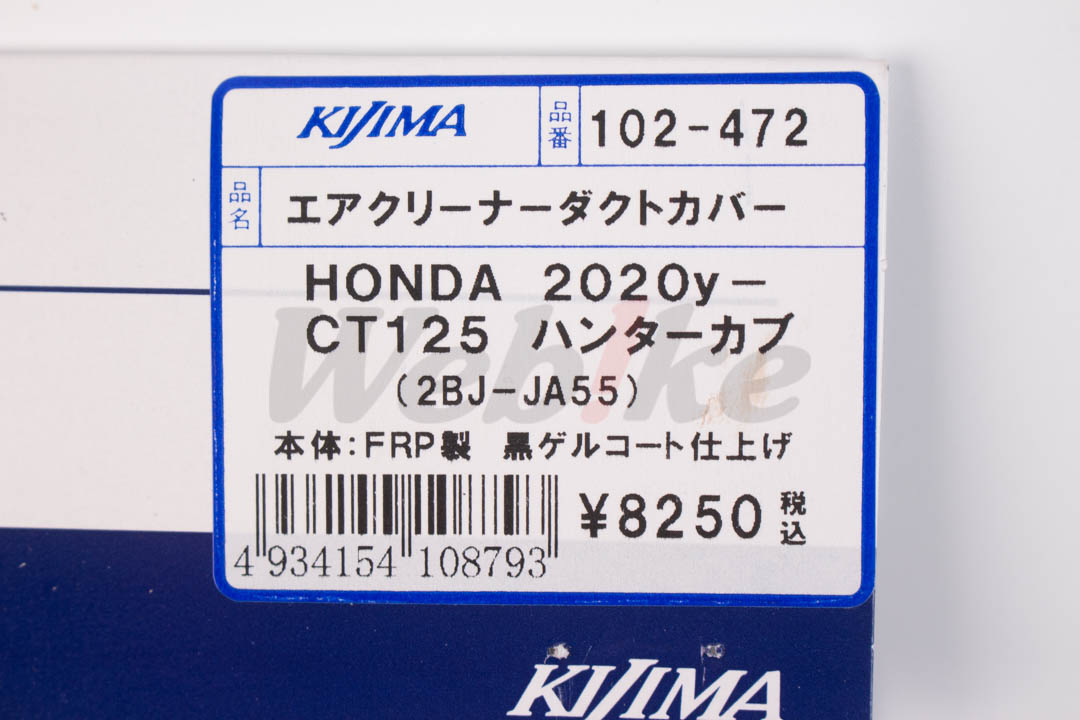 KIJIMA 品番 102-472
品名 エアクリーナーダクトカバー
HONDA 2020y-
CT125 ハンターカブ
(2BJ-JA55)
本体:FRP製 黒ゲルコート仕上げ
¥8250 税込
4 934154 108793
Webike
KIJIMA